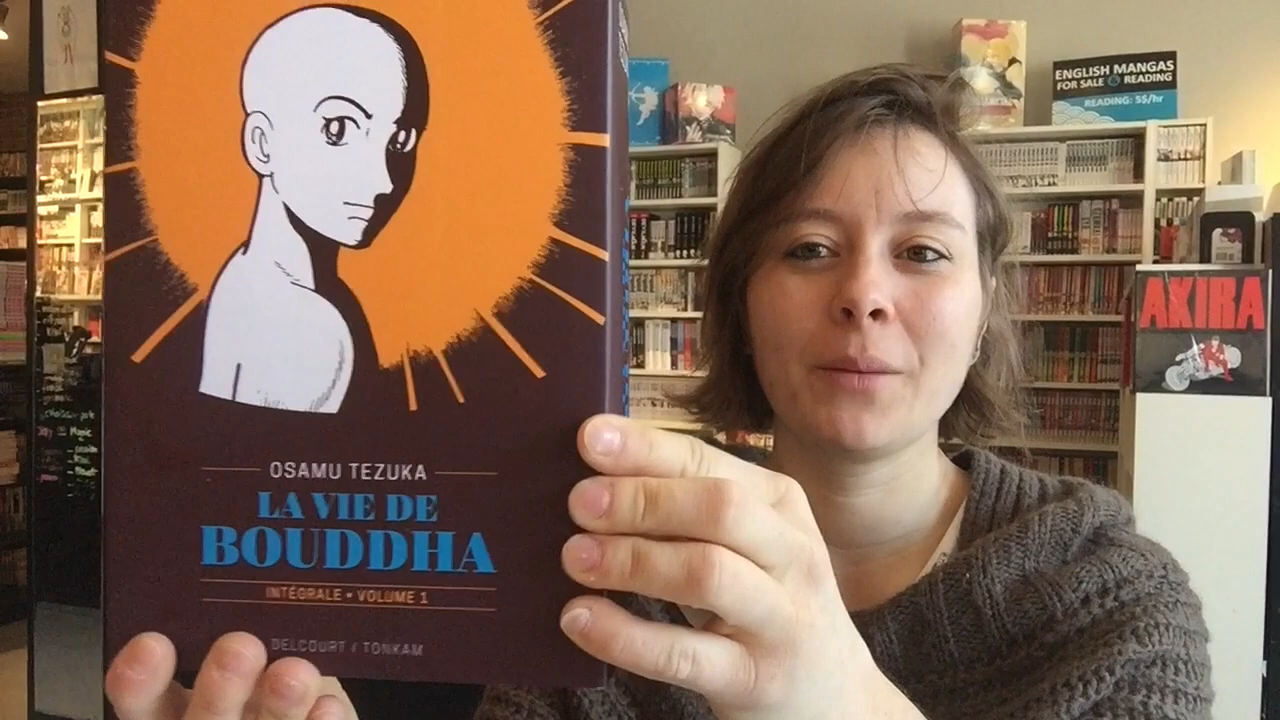 OSAMU TEZUKA
LA VIE DE
BOUDDHA
INTÉGRALE • VOLUME 1
DELCOURT / TONKAM
ENGLISH MANGAS
FOR SALE & READING
READING: 5$/hr
AKIRA